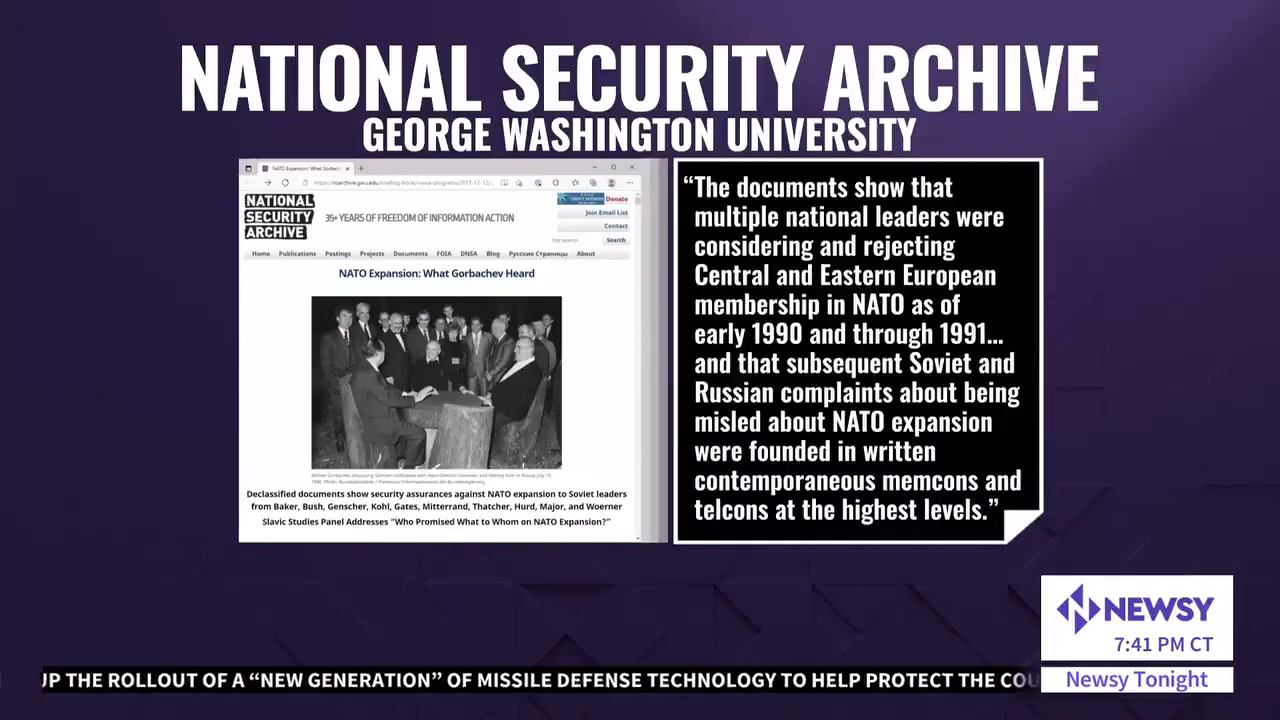 NATIONAL SECURITY ARCHIVE
GEORGE WASHINGTON UNIVERSITY
NATO Expansion: What Gorbach
NATIONAL
SECURITY
ARCHIVE
35+ YEARS OF FREEDOM OF INFORMATION ACTION
Donate
Join Email List
Contact
Site search
Search
Home Publications Postings Projects Documents FOIA DNSA Blog Русские Страницы About
NATO Expansion: What Gorbachev Heard
Declassified documents show security assurances against NATO expansion to Soviet leaders
from Baker, Bush, Genscher, Kohl, Gates, Mitterrand, Thatcher, Hurd, Major, and Woerner
Slavic Studies Panel Addresses “Who Promised What to Whom on NATO Expansion?”
“The documents show that
multiple national leaders were
considering and rejecting
Central and Eastern European
membership in NATO as of
early 1990 and through 1991...
and that subsequent Soviet and
Russian complaints about being
misled about NATO expansion
were founded in written
contemporaneous memcons and
telcons at the highest levels.”
NEWSY
7:41 PM CT
Newsy Tonight
UP THE ROLLOUT OF A “NEW GENERATION” OF MISSILE DEFENSE TECHNOLOGY TO HELP PROTECT THE COU